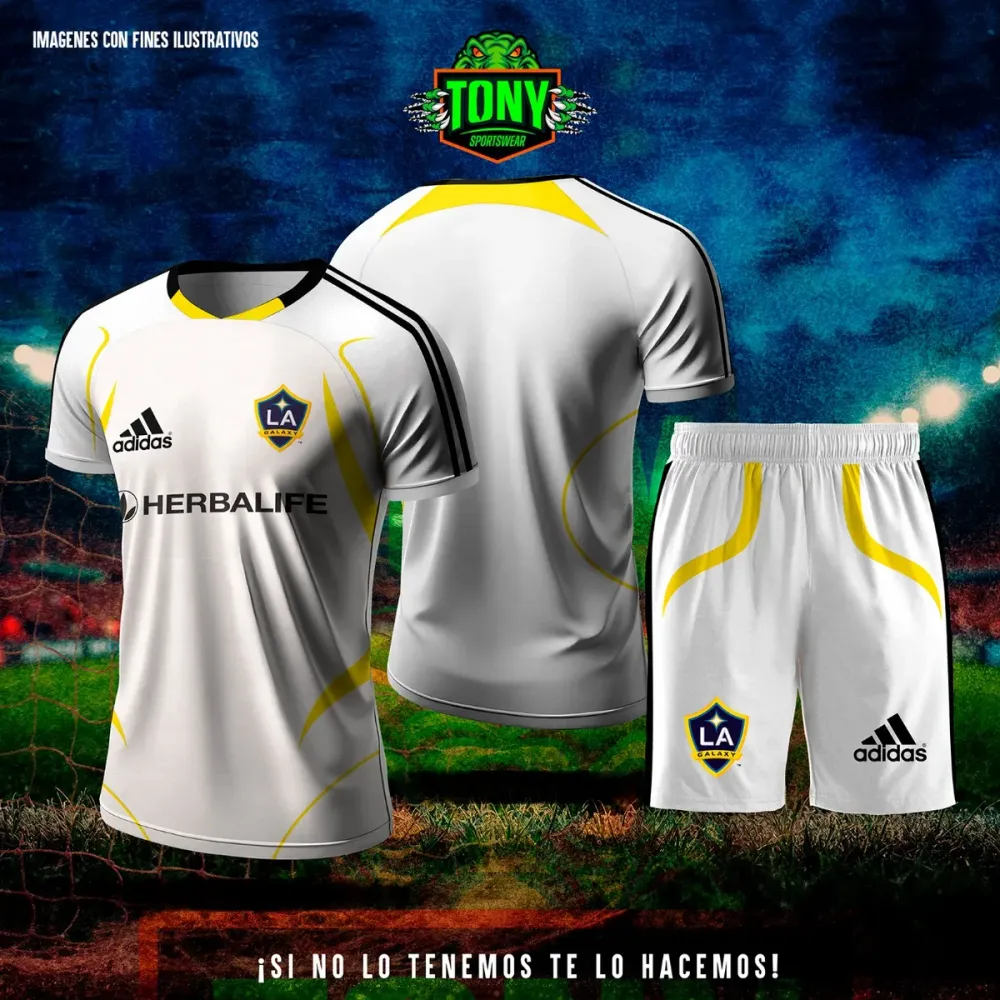 IMAGENES CON FINES ILUSTRATIVOS
TONY
SPORTSWEAR
adidas
LA
GALAXY
HERBALIFE
LA
GALAXY
adidas
¡SI NO LO TENEMOS TE LO HACEMOS!